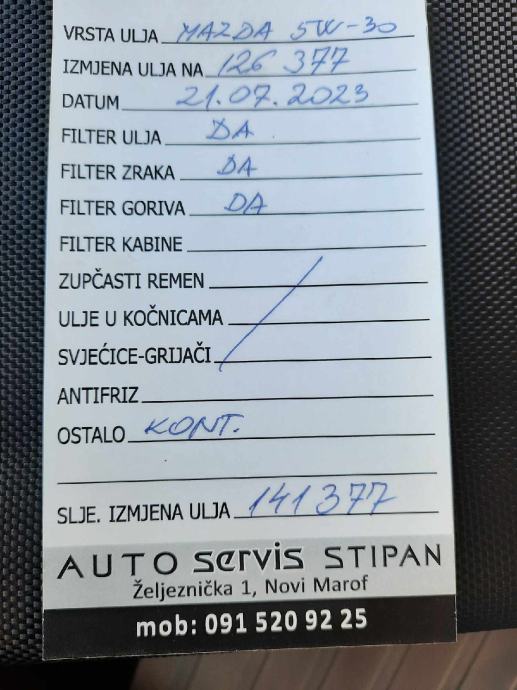 VRSTA ULJA MAZDA 5W-30
IZMJENA ULJA NA 126 377
DATUM 21.07.2023
FILTER ULJA DA
FILTER ZRAKA DA
FILTER GORIVA DA
FILTER KABINE
ZUPČASTI REMEN
ULJE U KOČNICAMA
SVJEĆICE-GRIJAČI
ANTIFRIZ
OSTALO KONT.
SLJE. IZMJENA ULJA 141377
AUTO servis STIPAN
Željeznička 1, Novi Marof
mob: 091 520 92 25